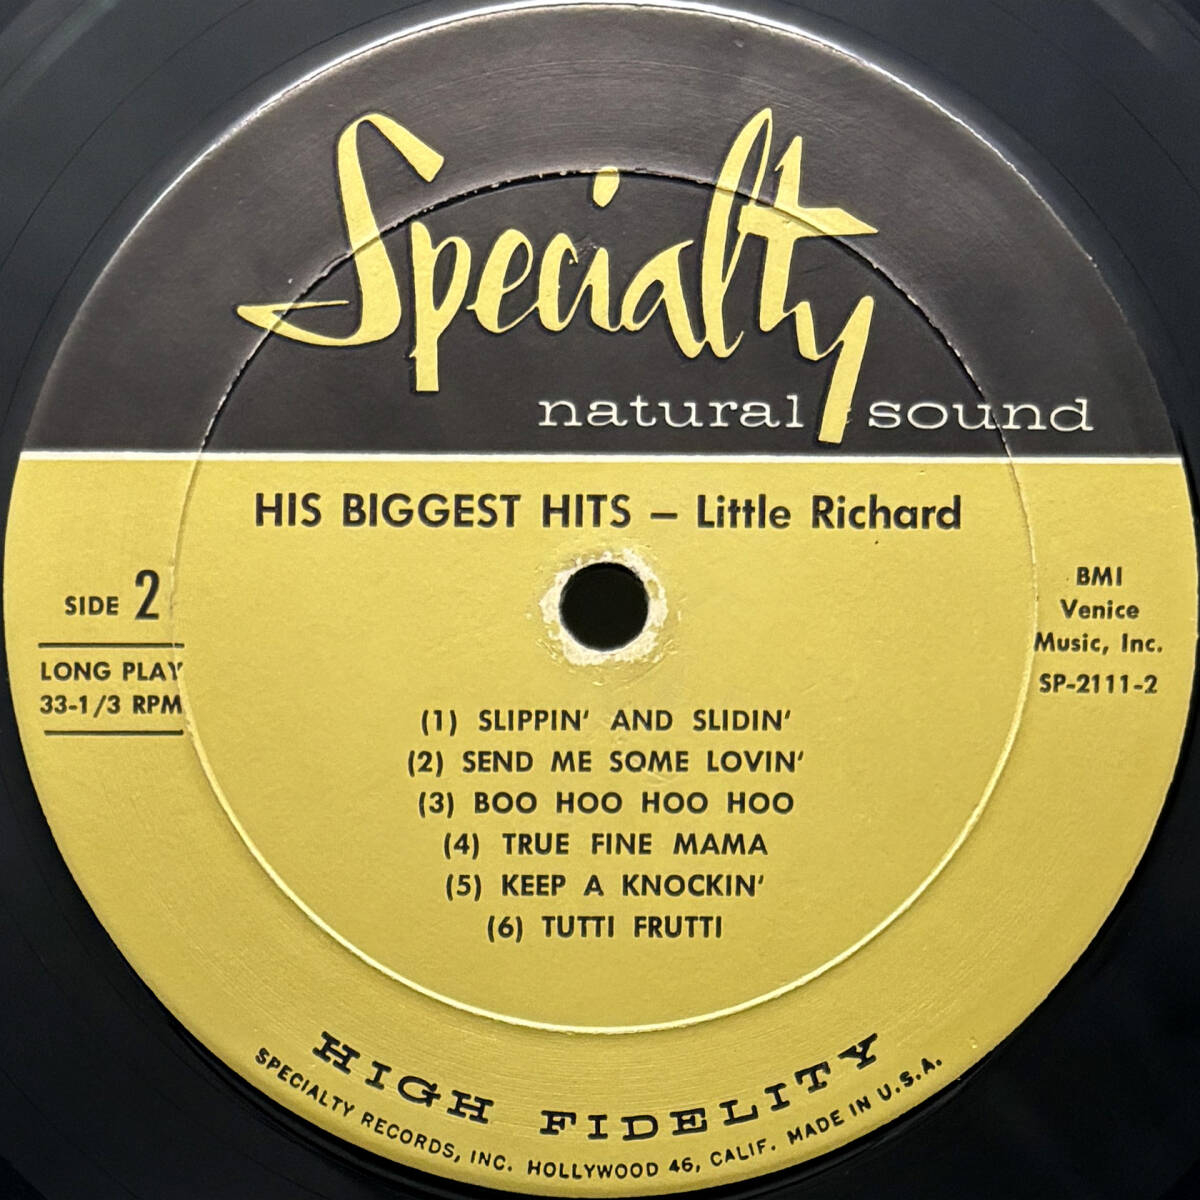 Specialty
natural sound
HIS BIGGEST HITS – Little Richard
SIDE 2
LONG PLAY
33-1/3 RPM
BMI
Venice
Music, Inc.
SP-2111-2
(1) SLIPPIN' AND SLIDIN'
(2) SEND ME SOME LOVIN'
(3) BOO HOO HOO HOO
(4) TRUE FINE MAMA
(5) KEEP A KNOCKIN'
(6) TUTTI FRUTTI
HIGH FIDELITY
SPECIALTY RECORDS, INC. HOLLYWOOD 46, CALIF. MADE IN U.S.A.